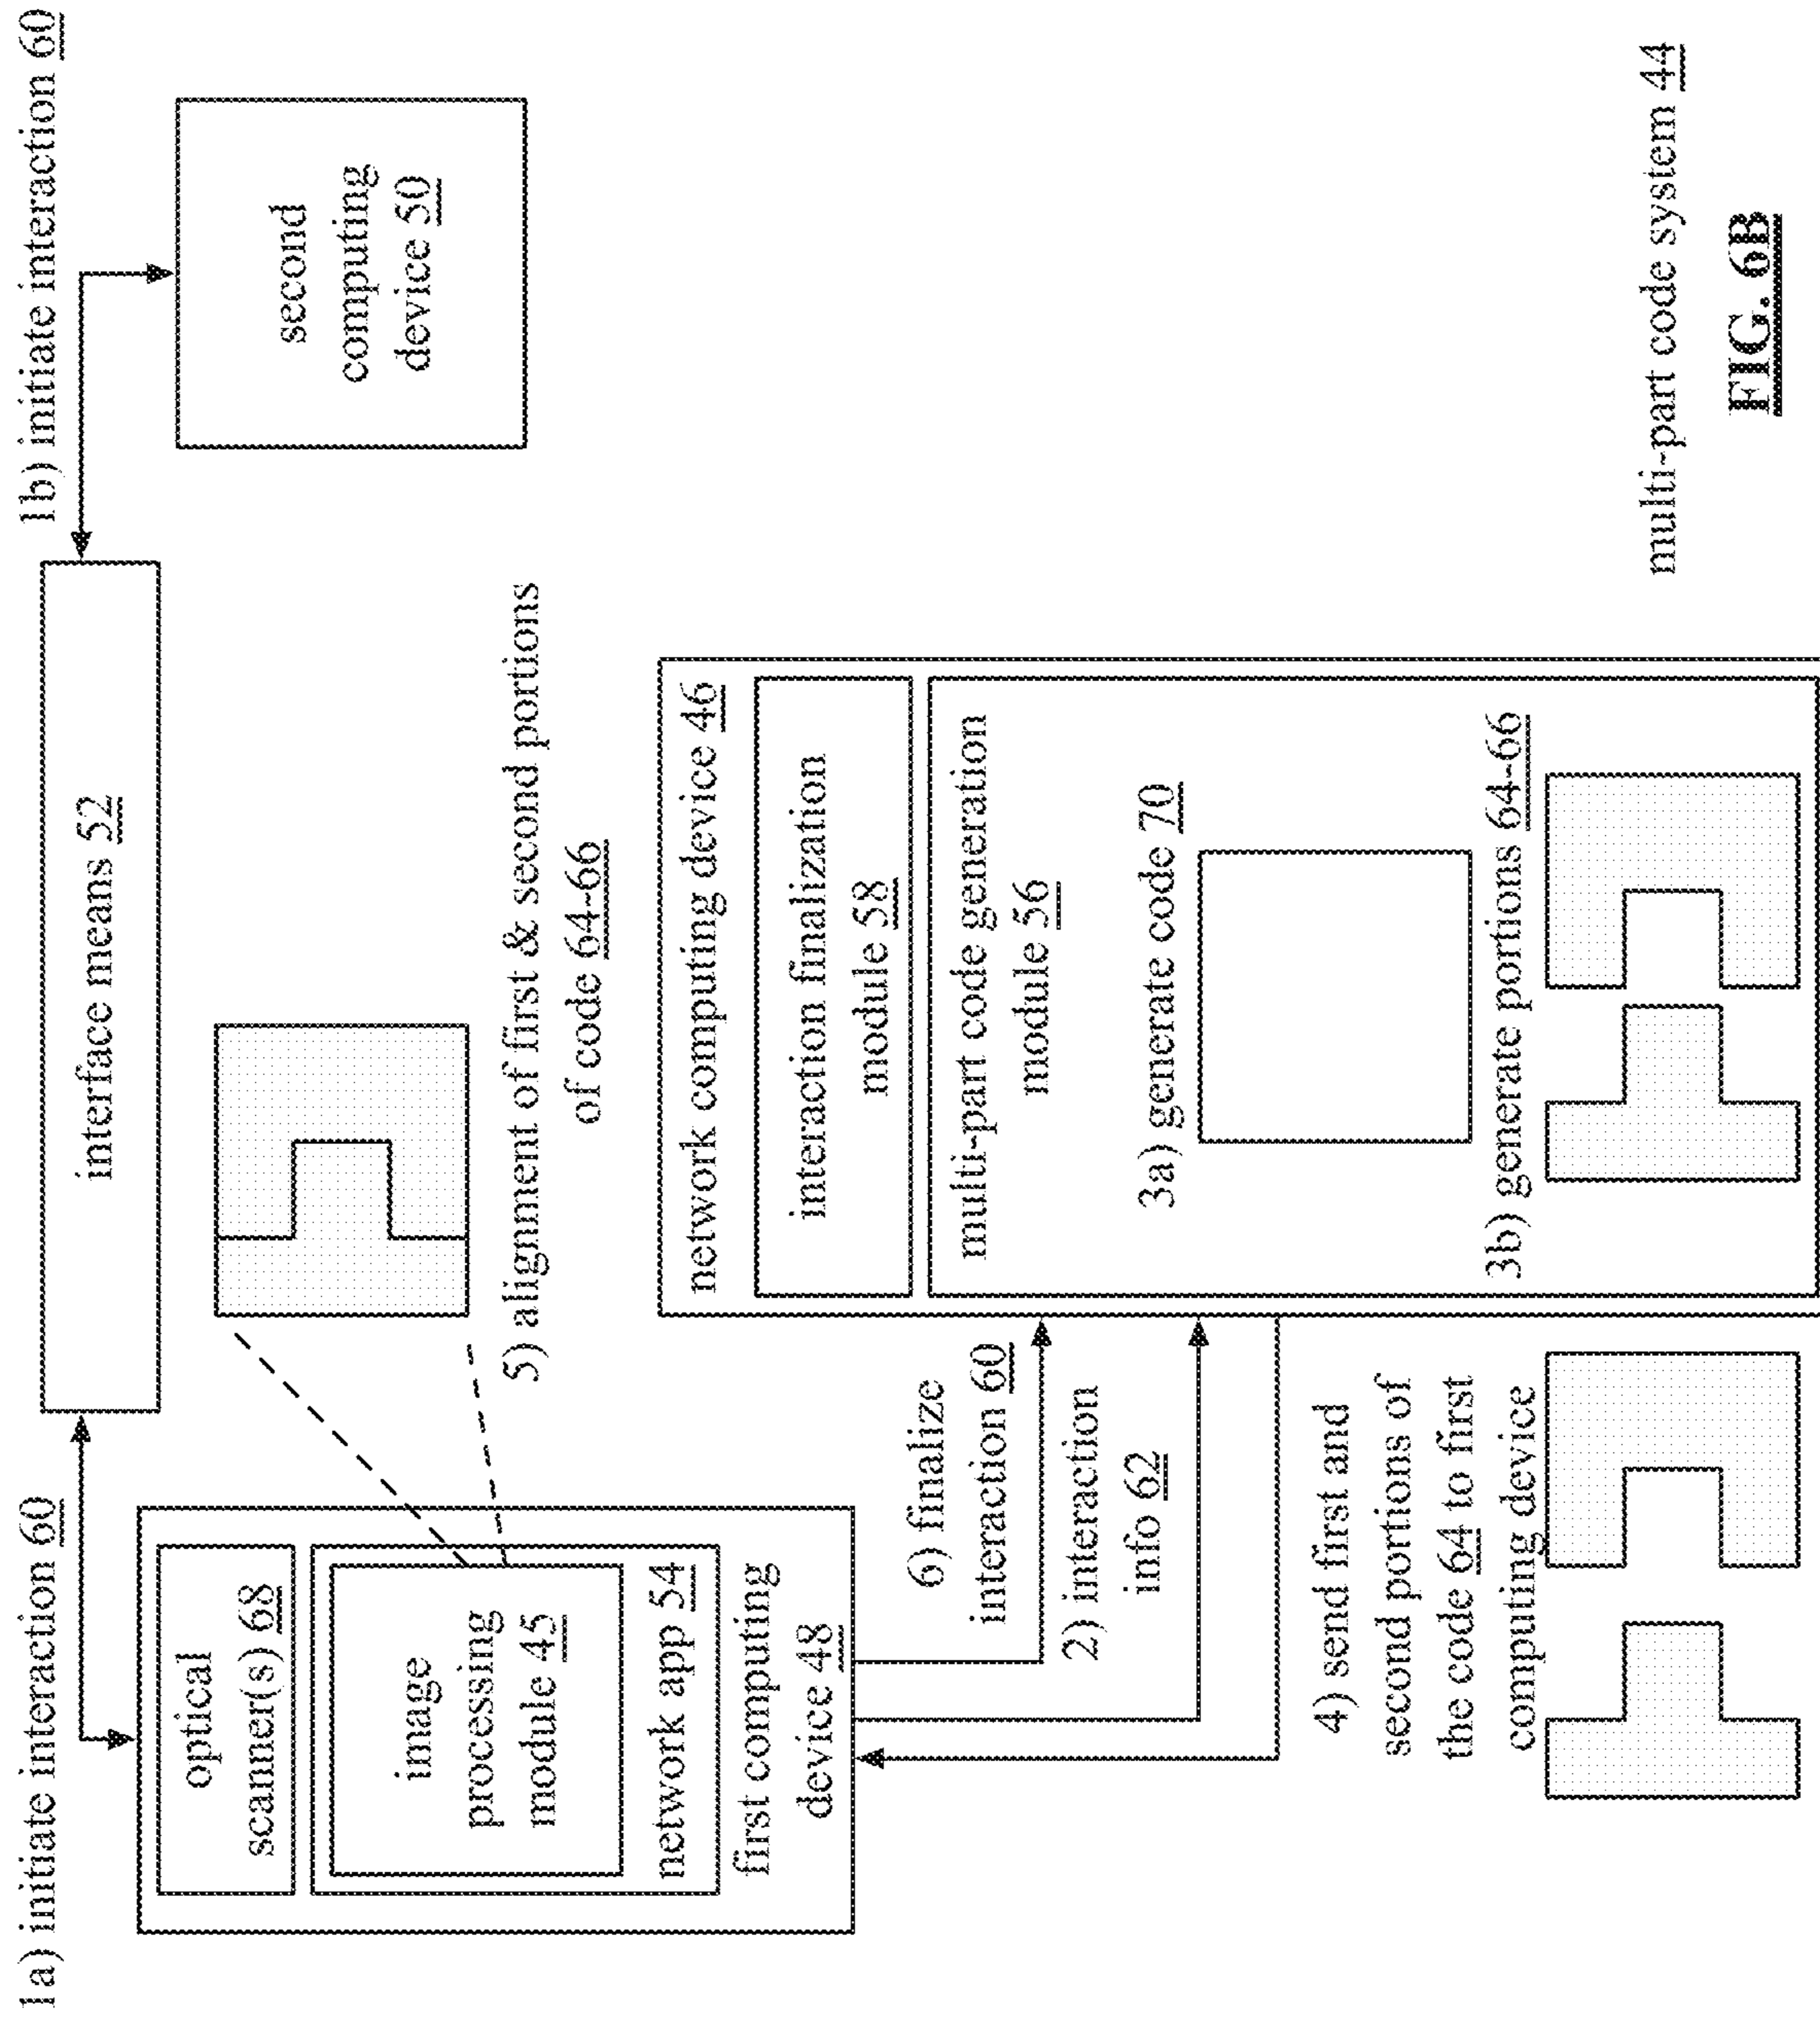 1a) initiate interaction 60
1b) initiate interaction 60
interface means 52
optical
scanner(s) 68
image
processing
module 45
network app 54
first computing
device 48
second
computing
device 50
5) alignment of first & second portions
of code 64-66
6) finalize
interaction 60
2) interaction
info 62
4) send first and
second portions of
the code 64 to first
computing device
network computing device 46
interaction finalization
module 58
multi-part code generation
module 56
3a) generate code 70
3b) generate portions 64-66
multi-part code system 44
FIG. 6B